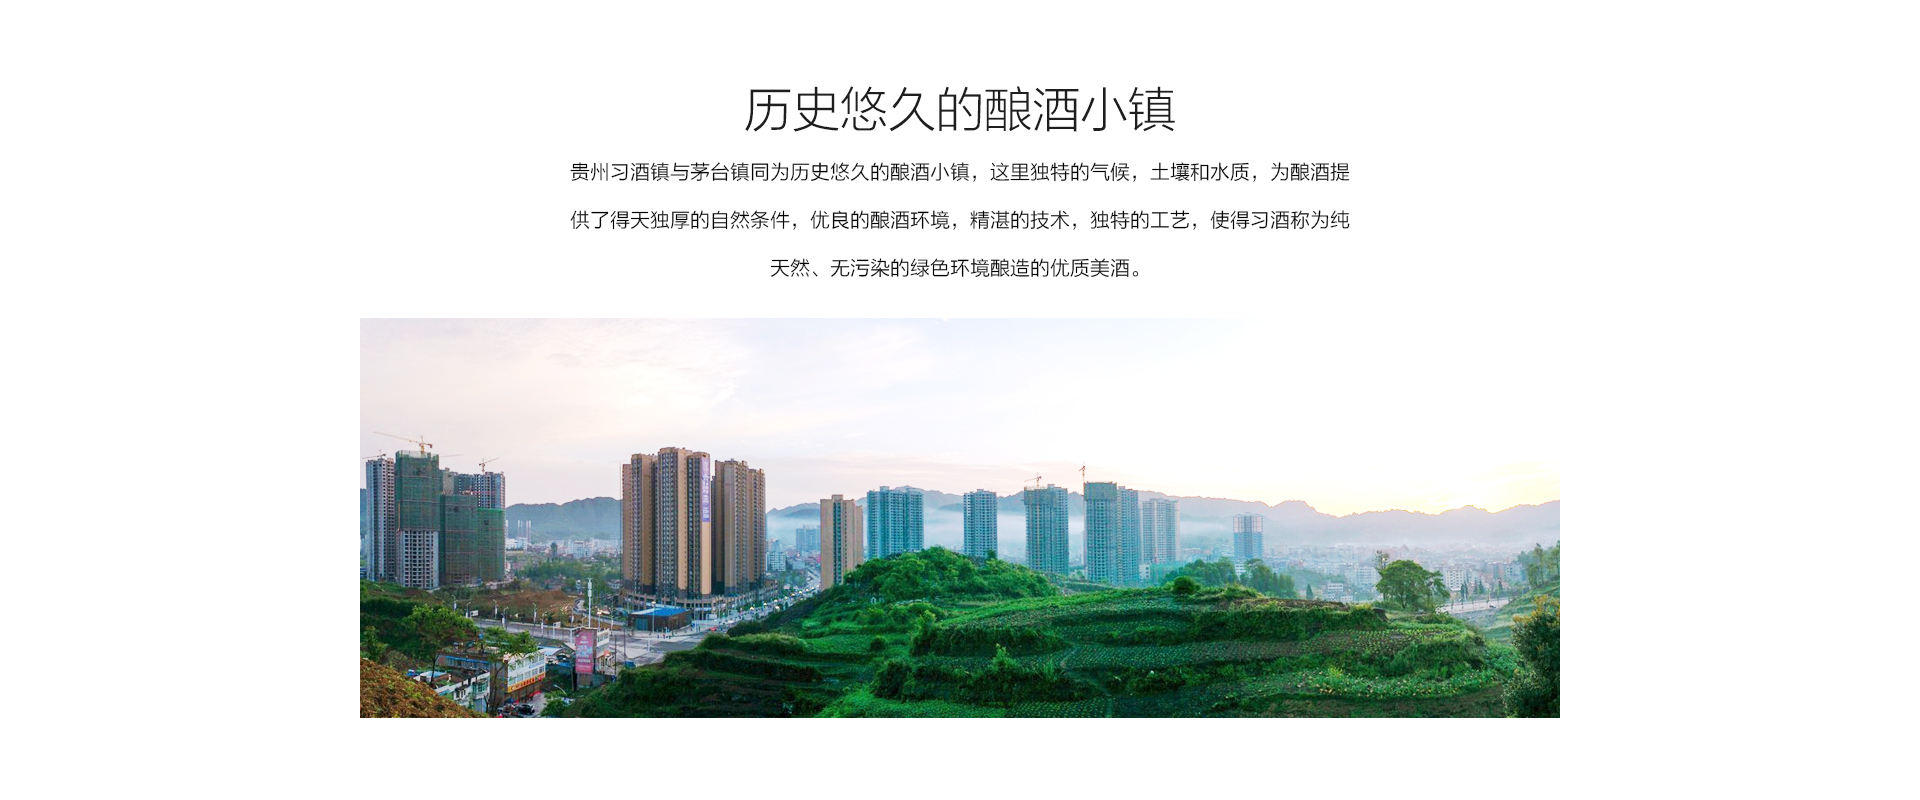 历史悠久的酿酒小镇
贵州习酒镇与茅台镇同为历史悠久的酿酒小镇，这里独特的气候，土壤和水质，为酿酒提
供了得天独厚的自然条件，优良的酿酒环境，精湛的技术，独特的工艺，使得习酒称为纯
天然、无污染的绿色环境酿造的优质美酒。